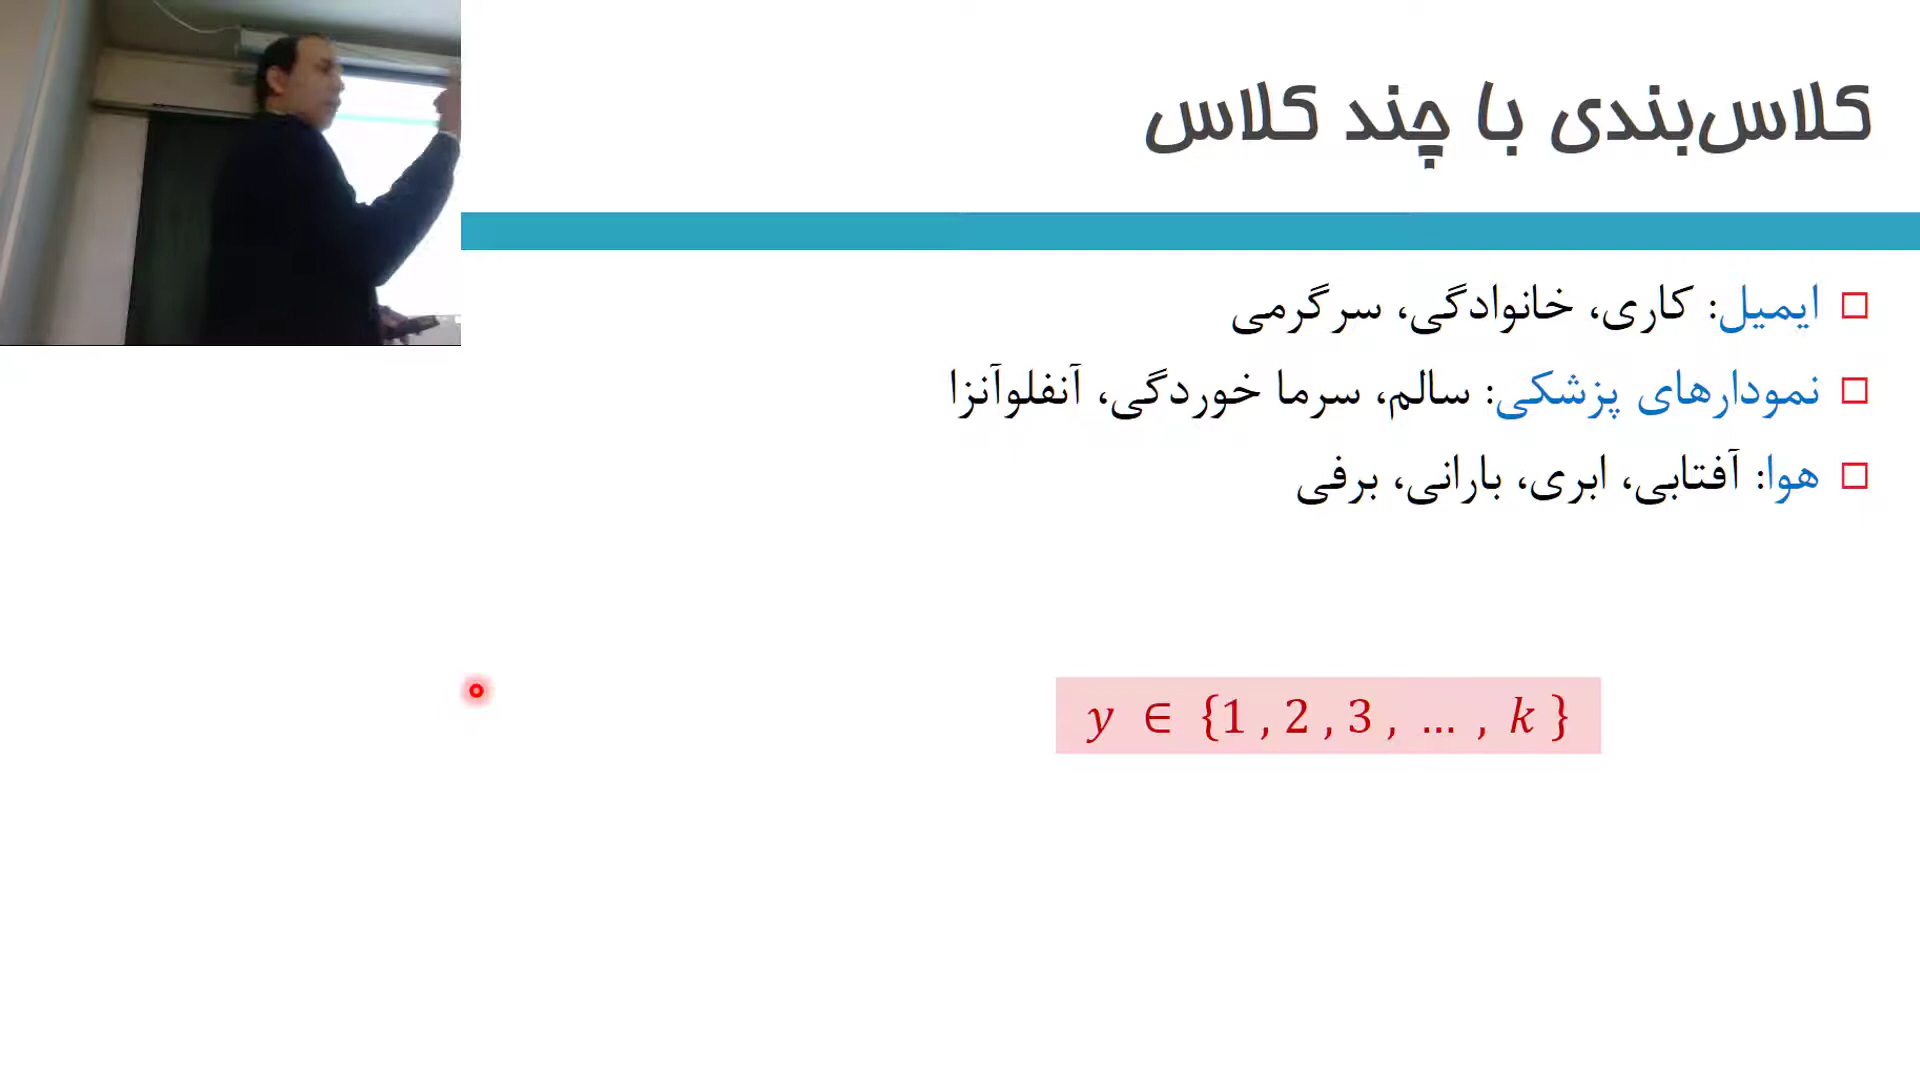 کلاس‌بندی با چند کلاس
ایمیل: کاری، خانوادگی، سرگرمی
نمودارهای پزشکی: سالم، سرما خوردگی، آنفلوآنزا
هوا: آفتابی، ابری، بارانی، برفی
y ∈ {1 , 2 , 3 , … , k }